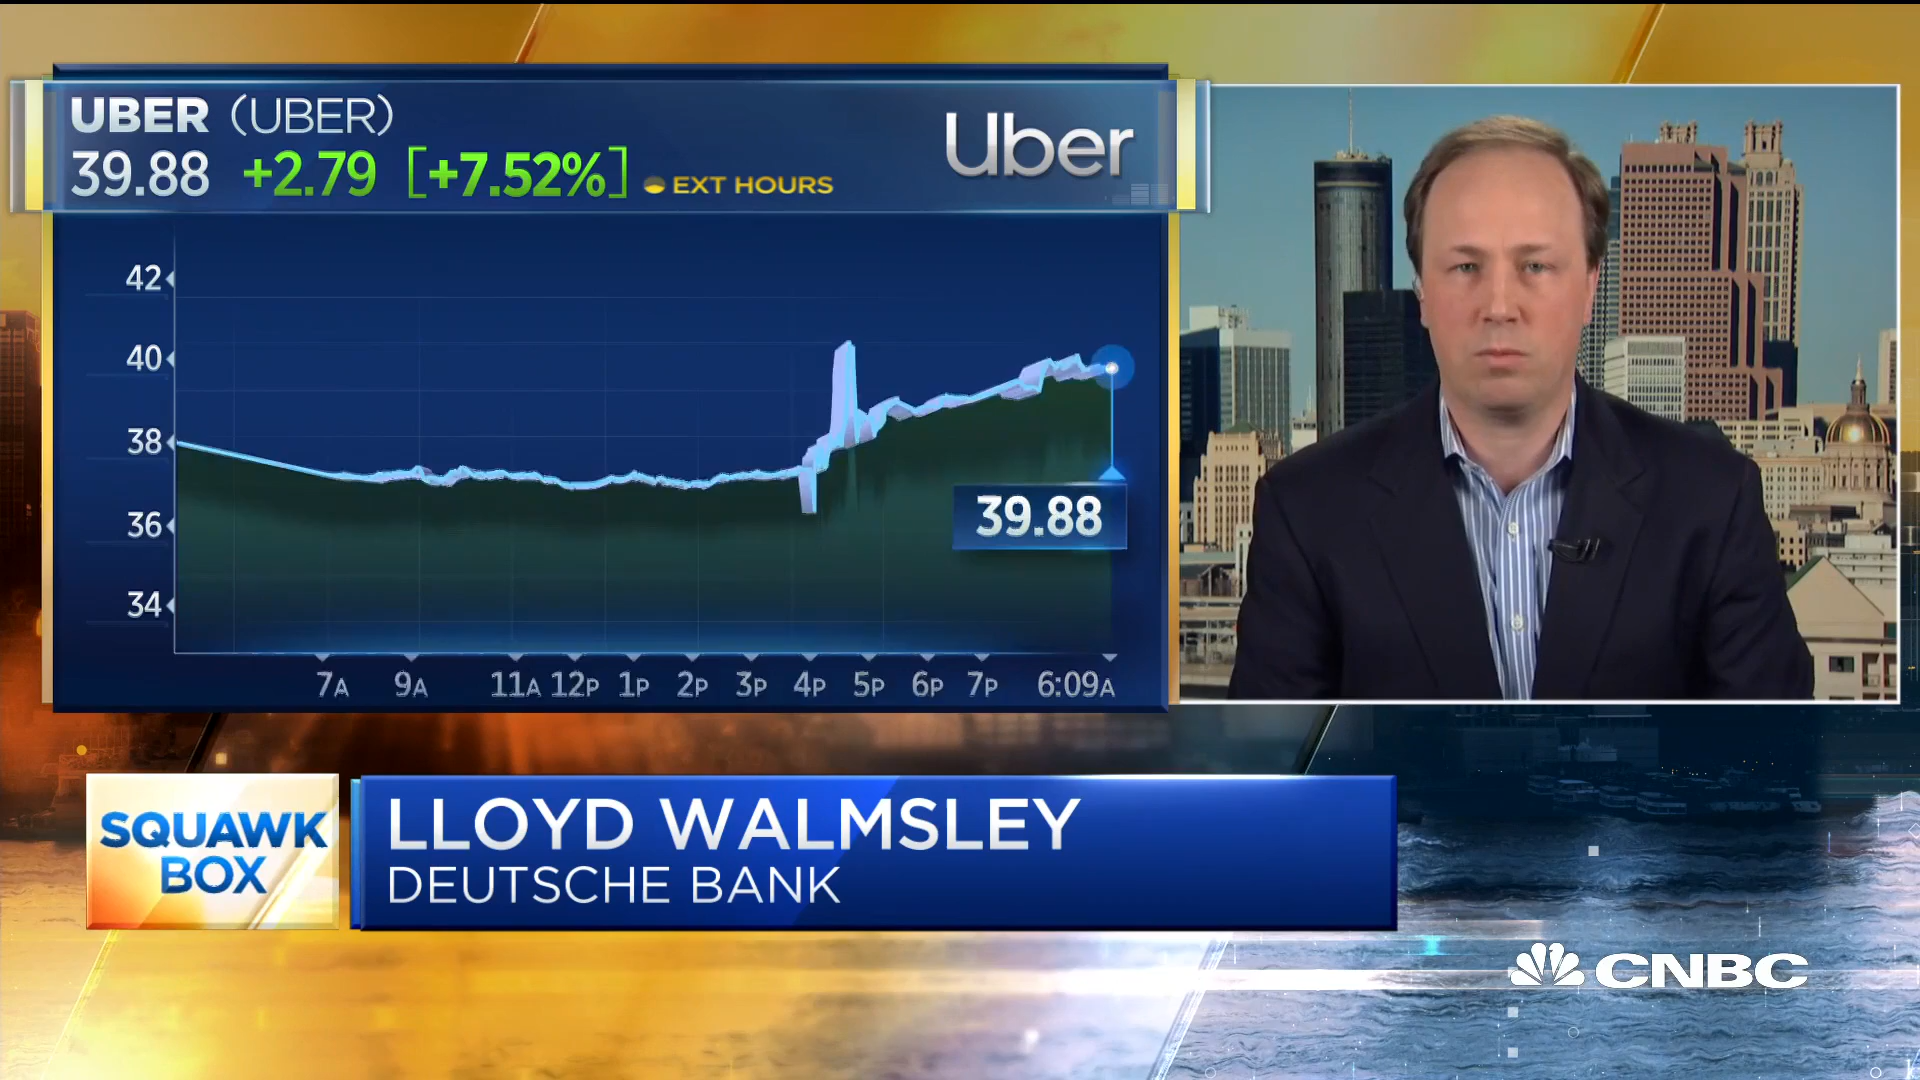 UBER (UBER)
39.88 +2.79 [+7.52%] EXT HOURS
Uber
42
40
38
36
34
39.88
7A 9A 11A 12P 1P 2P 3P 4P 5P 6P 7P 6:09A
SQUAWK
BOX
LLOYD WALMSLEY
DEUTSCHE BANK
CNBC